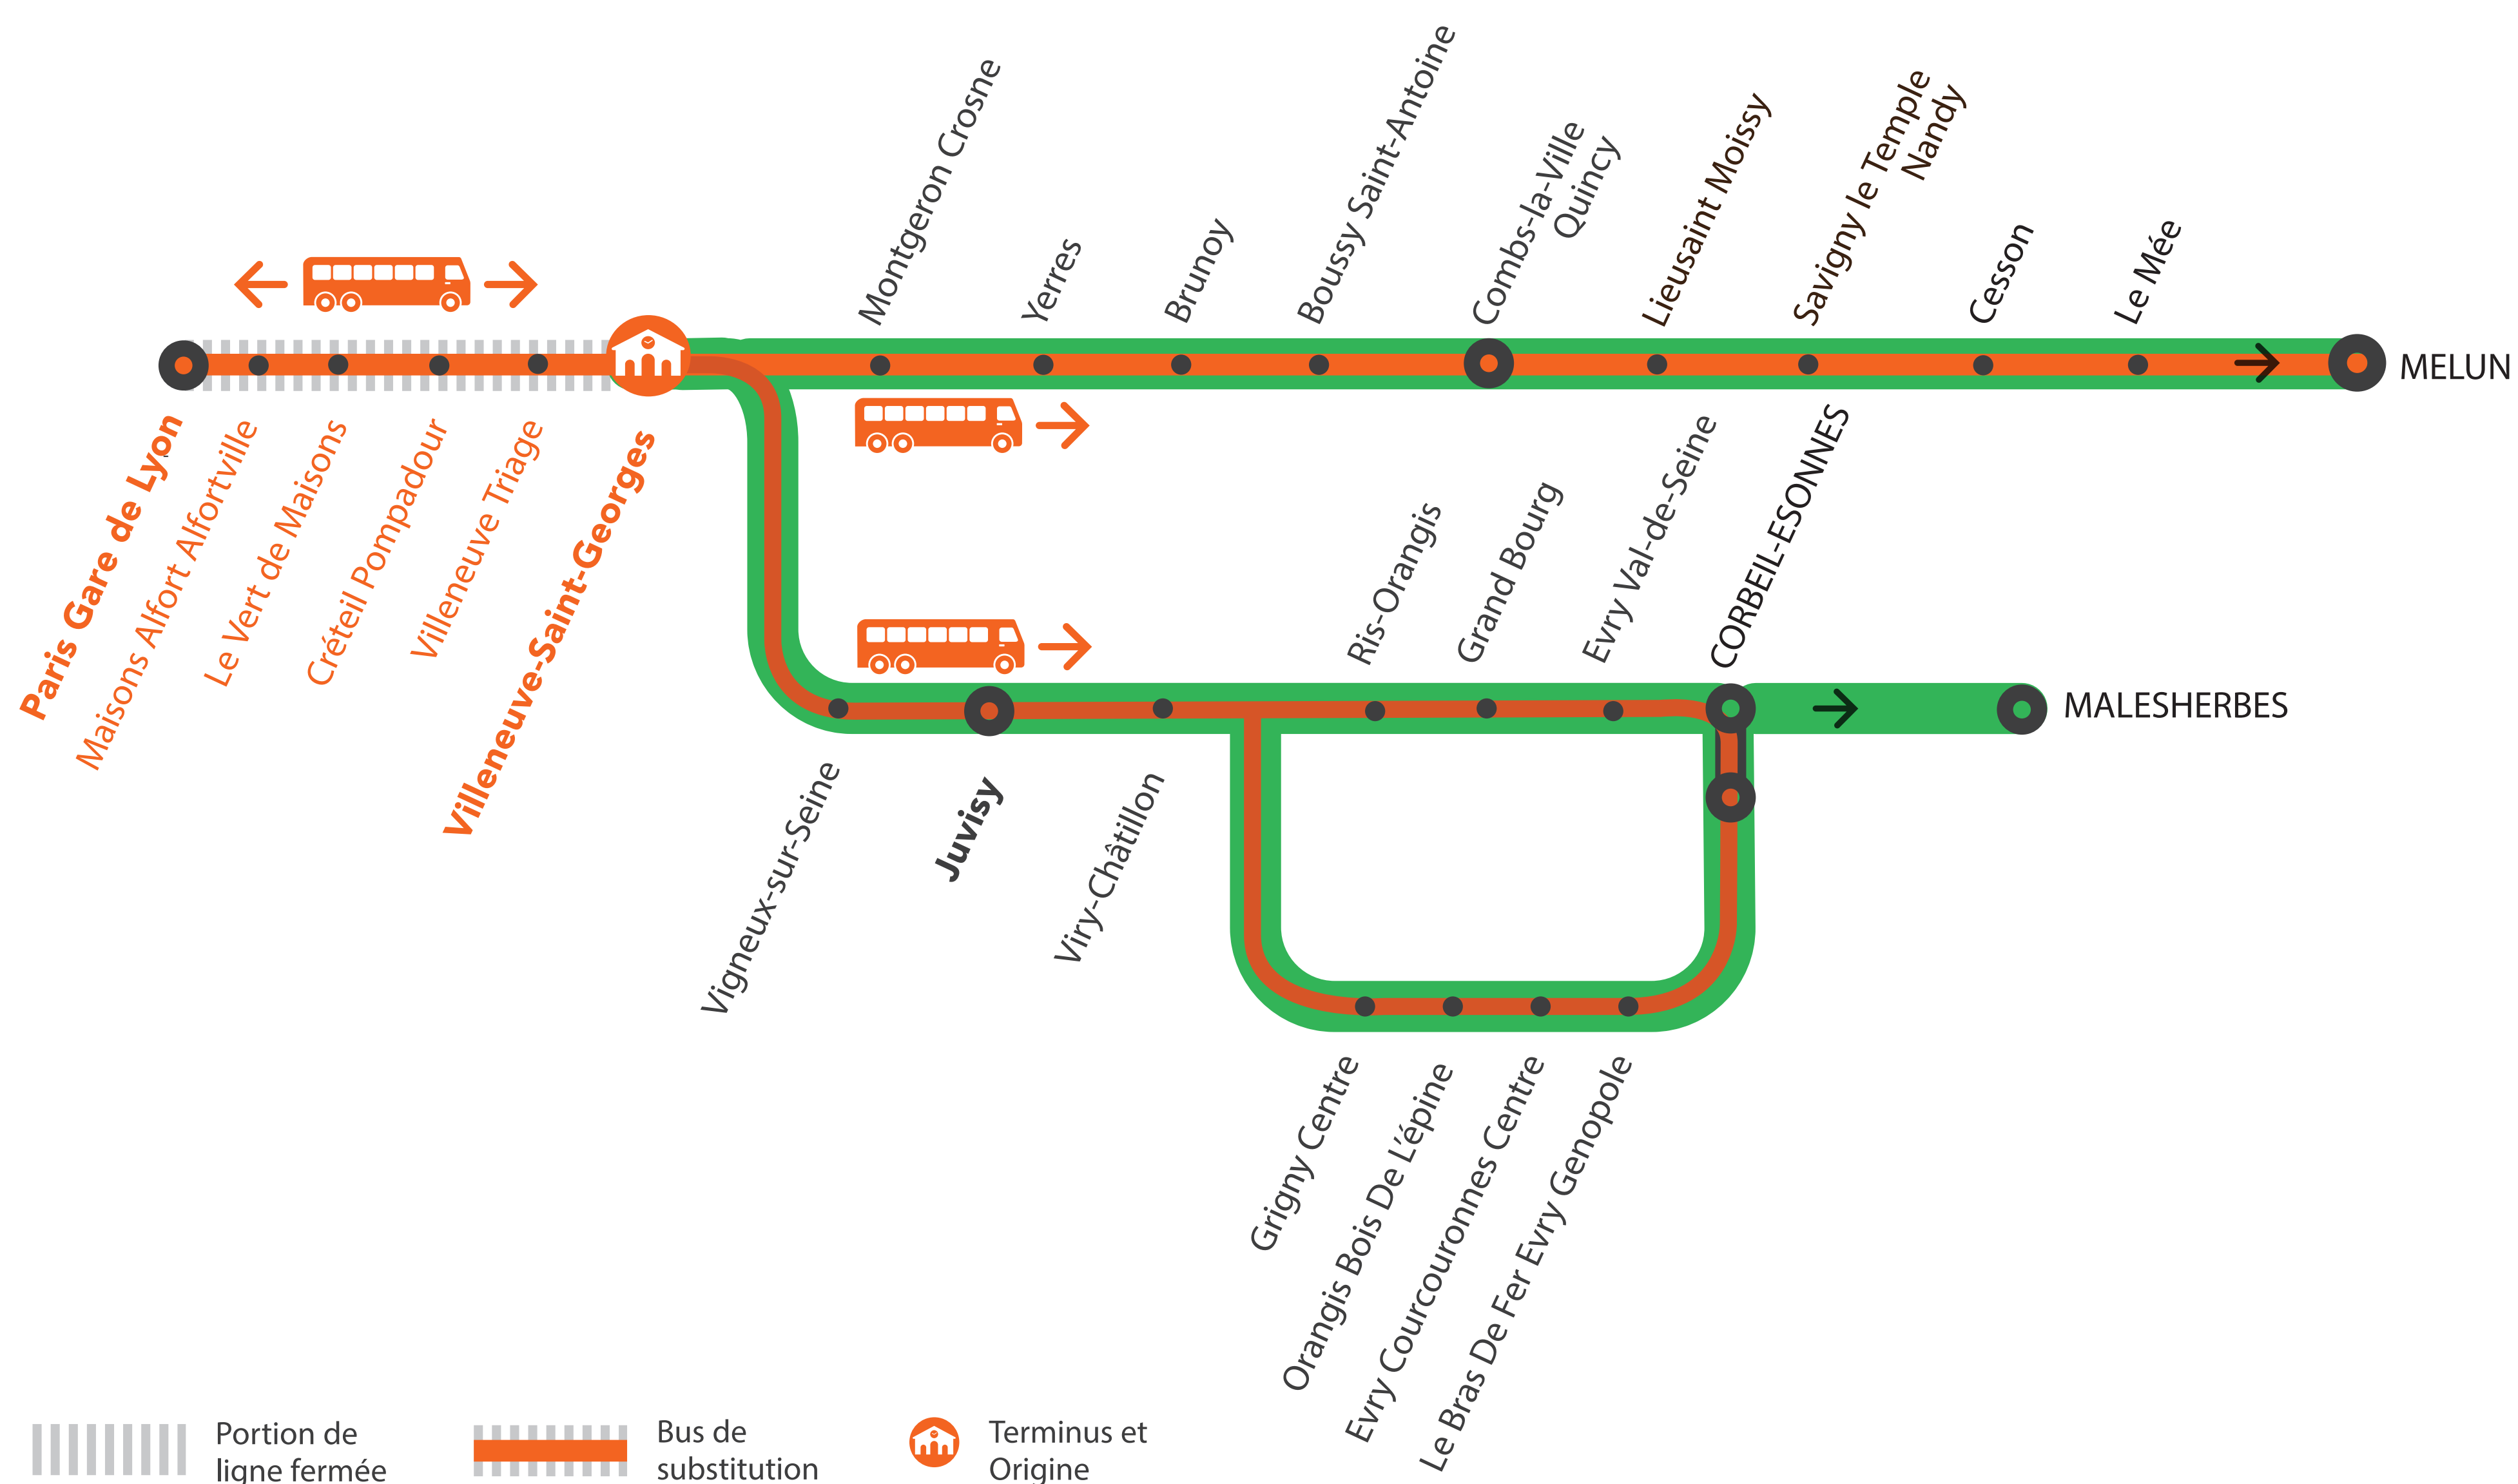 Montgeron Crosne
Yerres
Brunoy
Boussy Saint-Antoine
Combs-la-Ville
Quincy
Lieusaint Moissy
Savigny le Temple
Nandy
Cesson
Le Mée
MELUN
Paris Gare de Lyon
Maisons Alfort Alfortville
Le Vert de Maisons
Créteil Pompadour
Villeneuve Triage
Villeneuve-Saint-Georges
Ris-Orangis
Grand Bourg
Evry Val-de-Seine
CORBEIL-ESONNES
MALESHERBES
Vigneux-sur-Seine
Juvisy
Viry-Châtillon
Grigny Centre
Orangis Bois De L'épine
Evry Courcouronnes Centre
Le Bras De Fer Evry Genopole
Portion de
ligne fermée
Bus de
substitution
Terminus et
Origine